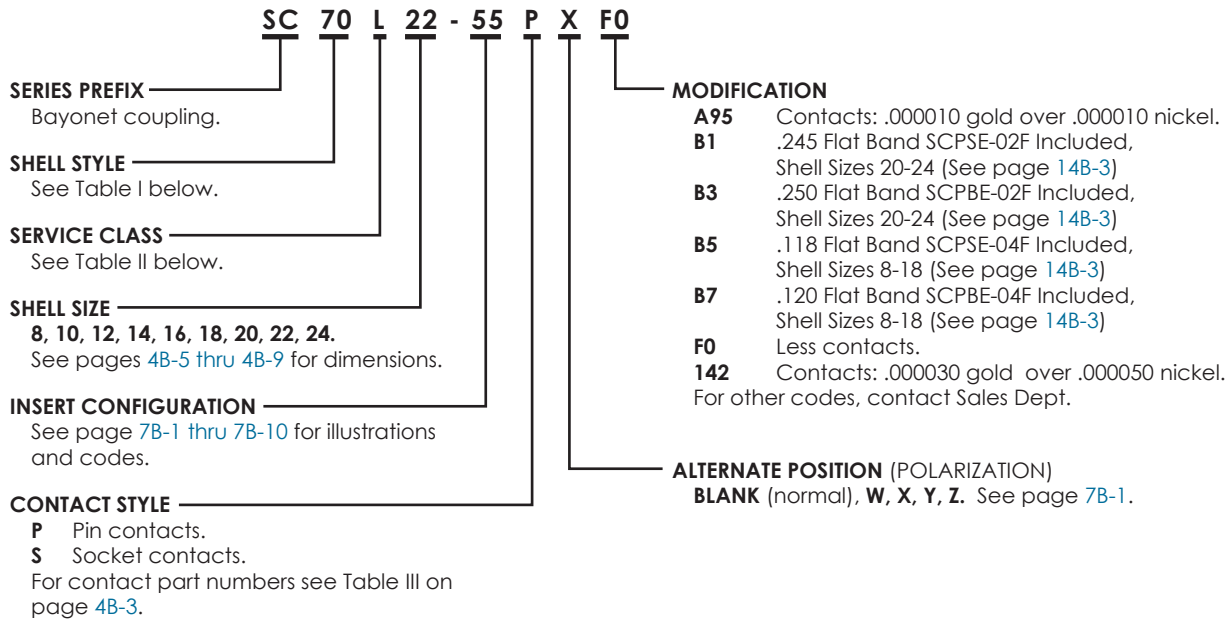 SC 70 L 22 - 55 P X F0
SERIES PREFIX
Bayonet coupling.
SHELL STYLE
See Table I below.
SERVICE CLASS
See Table II below.
SHELL SIZE
8, 10, 12, 14, 16, 18, 20, 22, 24.
See pages 4B-5 thru 4B-9 for dimensions.
INSERT CONFIGURATION
See page 7B-1 thru 7B-10 for illustrations
and codes.
CONTACT STYLE
P Pin contacts.
S Socket contacts.
For contact part numbers see Table III on
page 4B-3.
MODIFICATION
A95 Contacts: .000010 gold over .000010 nickel.
B1 .245 Flat Band SCPSE-02F Included,
Shell Sizes 20-24 (See page 14B-3)
B3 .250 Flat Band SCPBE-02F Included,
Shell Sizes 20-24 (See page 14B-3)
B5 .118 Flat Band SCPSE-04F Included,
Shell Sizes 8-18 (See page 14B-3)
B7 .120 Flat Band SCPBE-04F Included,
Shell Sizes 8-18 (See page 14B-3)
F0 Less contacts.
142 Contacts: .000030 gold over .000050 nickel.
For other codes, contact Sales Dept.
ALTERNATE POSITION (POLARIZATION)
BLANK (normal), W, X, Y, Z. See page 7B-1.